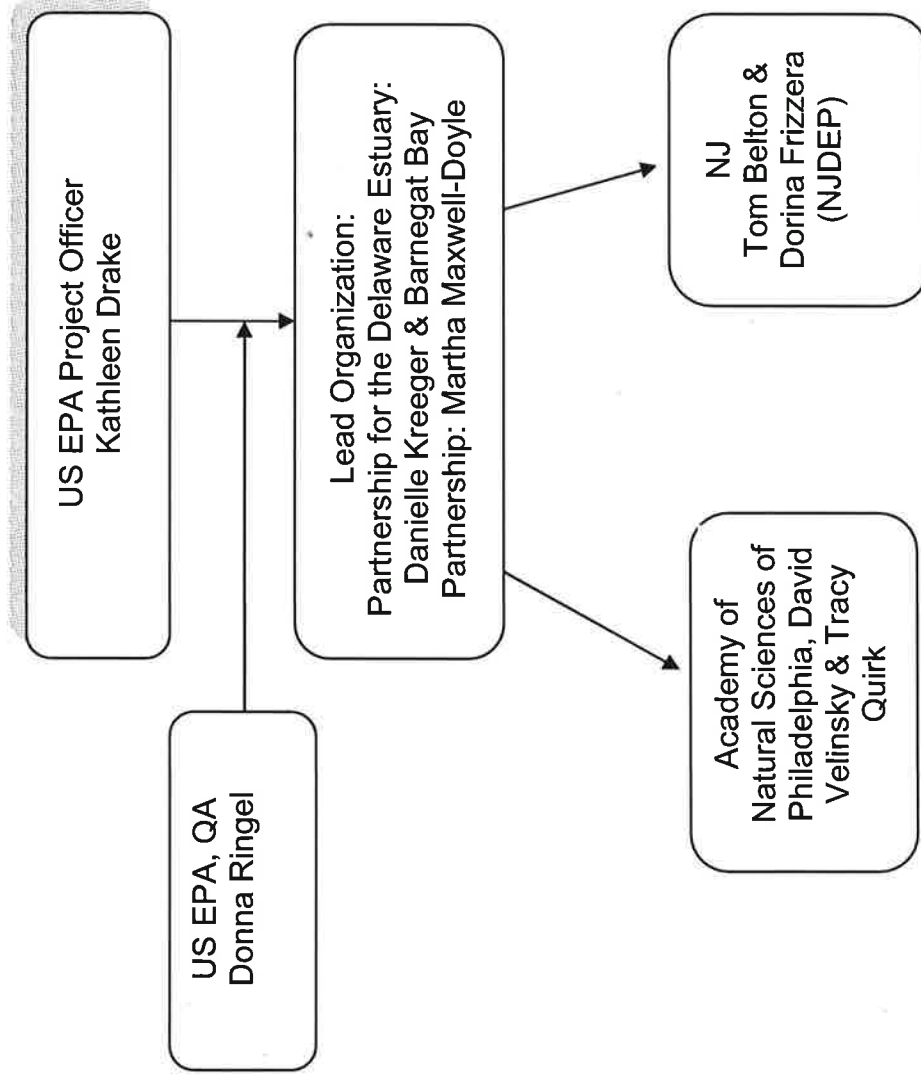 US EPA Project Officer
Kathleen Drake
US EPA, QA
Donna Ringel
Lead Organization:
Partnership for the Delaware Estuary:
Danielle Kreeger & Barnegat Bay
Partnership: Martha Maxwell-Doyle
Academy of
Natural Sciences of
Philadelphia, David
Velinsky & Tracy
Quirk
NJ
Tom Belton &
Dorina Frizzera
(NJDEP)